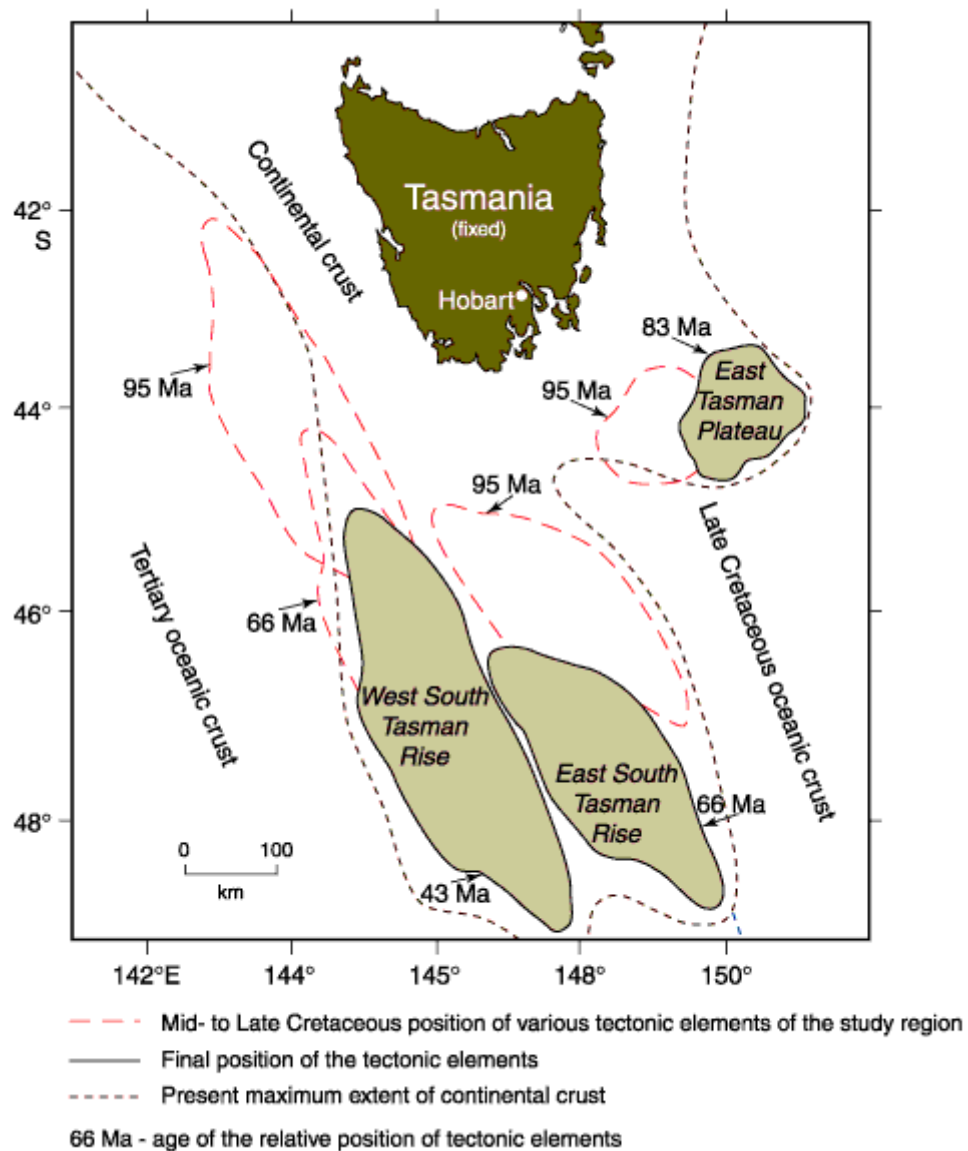 Continental crust
Tasmania
(fixed)
42°
S
Hobart
83 Ma
95 Ma
East
Tasman
Plateau
95 Ma
44°
95 Ma
Late Cretaceous oceanic crust
Tertiary oceanic crust
46°
66 Ma
West South
Tasman
Rise
East South
Tasman
Rise
66 Ma
48°
0 100
km
43 Ma
142°E 144° 145° 148° 150°
Mid- to Late Cretaceous position of various tectonic elements of the study region
Final position of the tectonic elements
Present maximum extent of continental crust
66 Ma - age of the relative position of tectonic elements